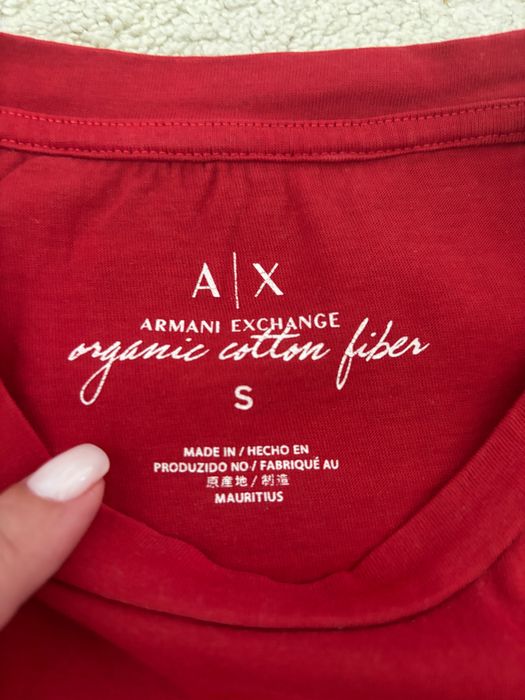 A|X
ARMANI EXCHANGE
organic cotton fiber
S
MADE IN / HECHO EN
PRODUZIDO NO / FABRIQUÉ AU
原産地 / 制造
MAURITIUS